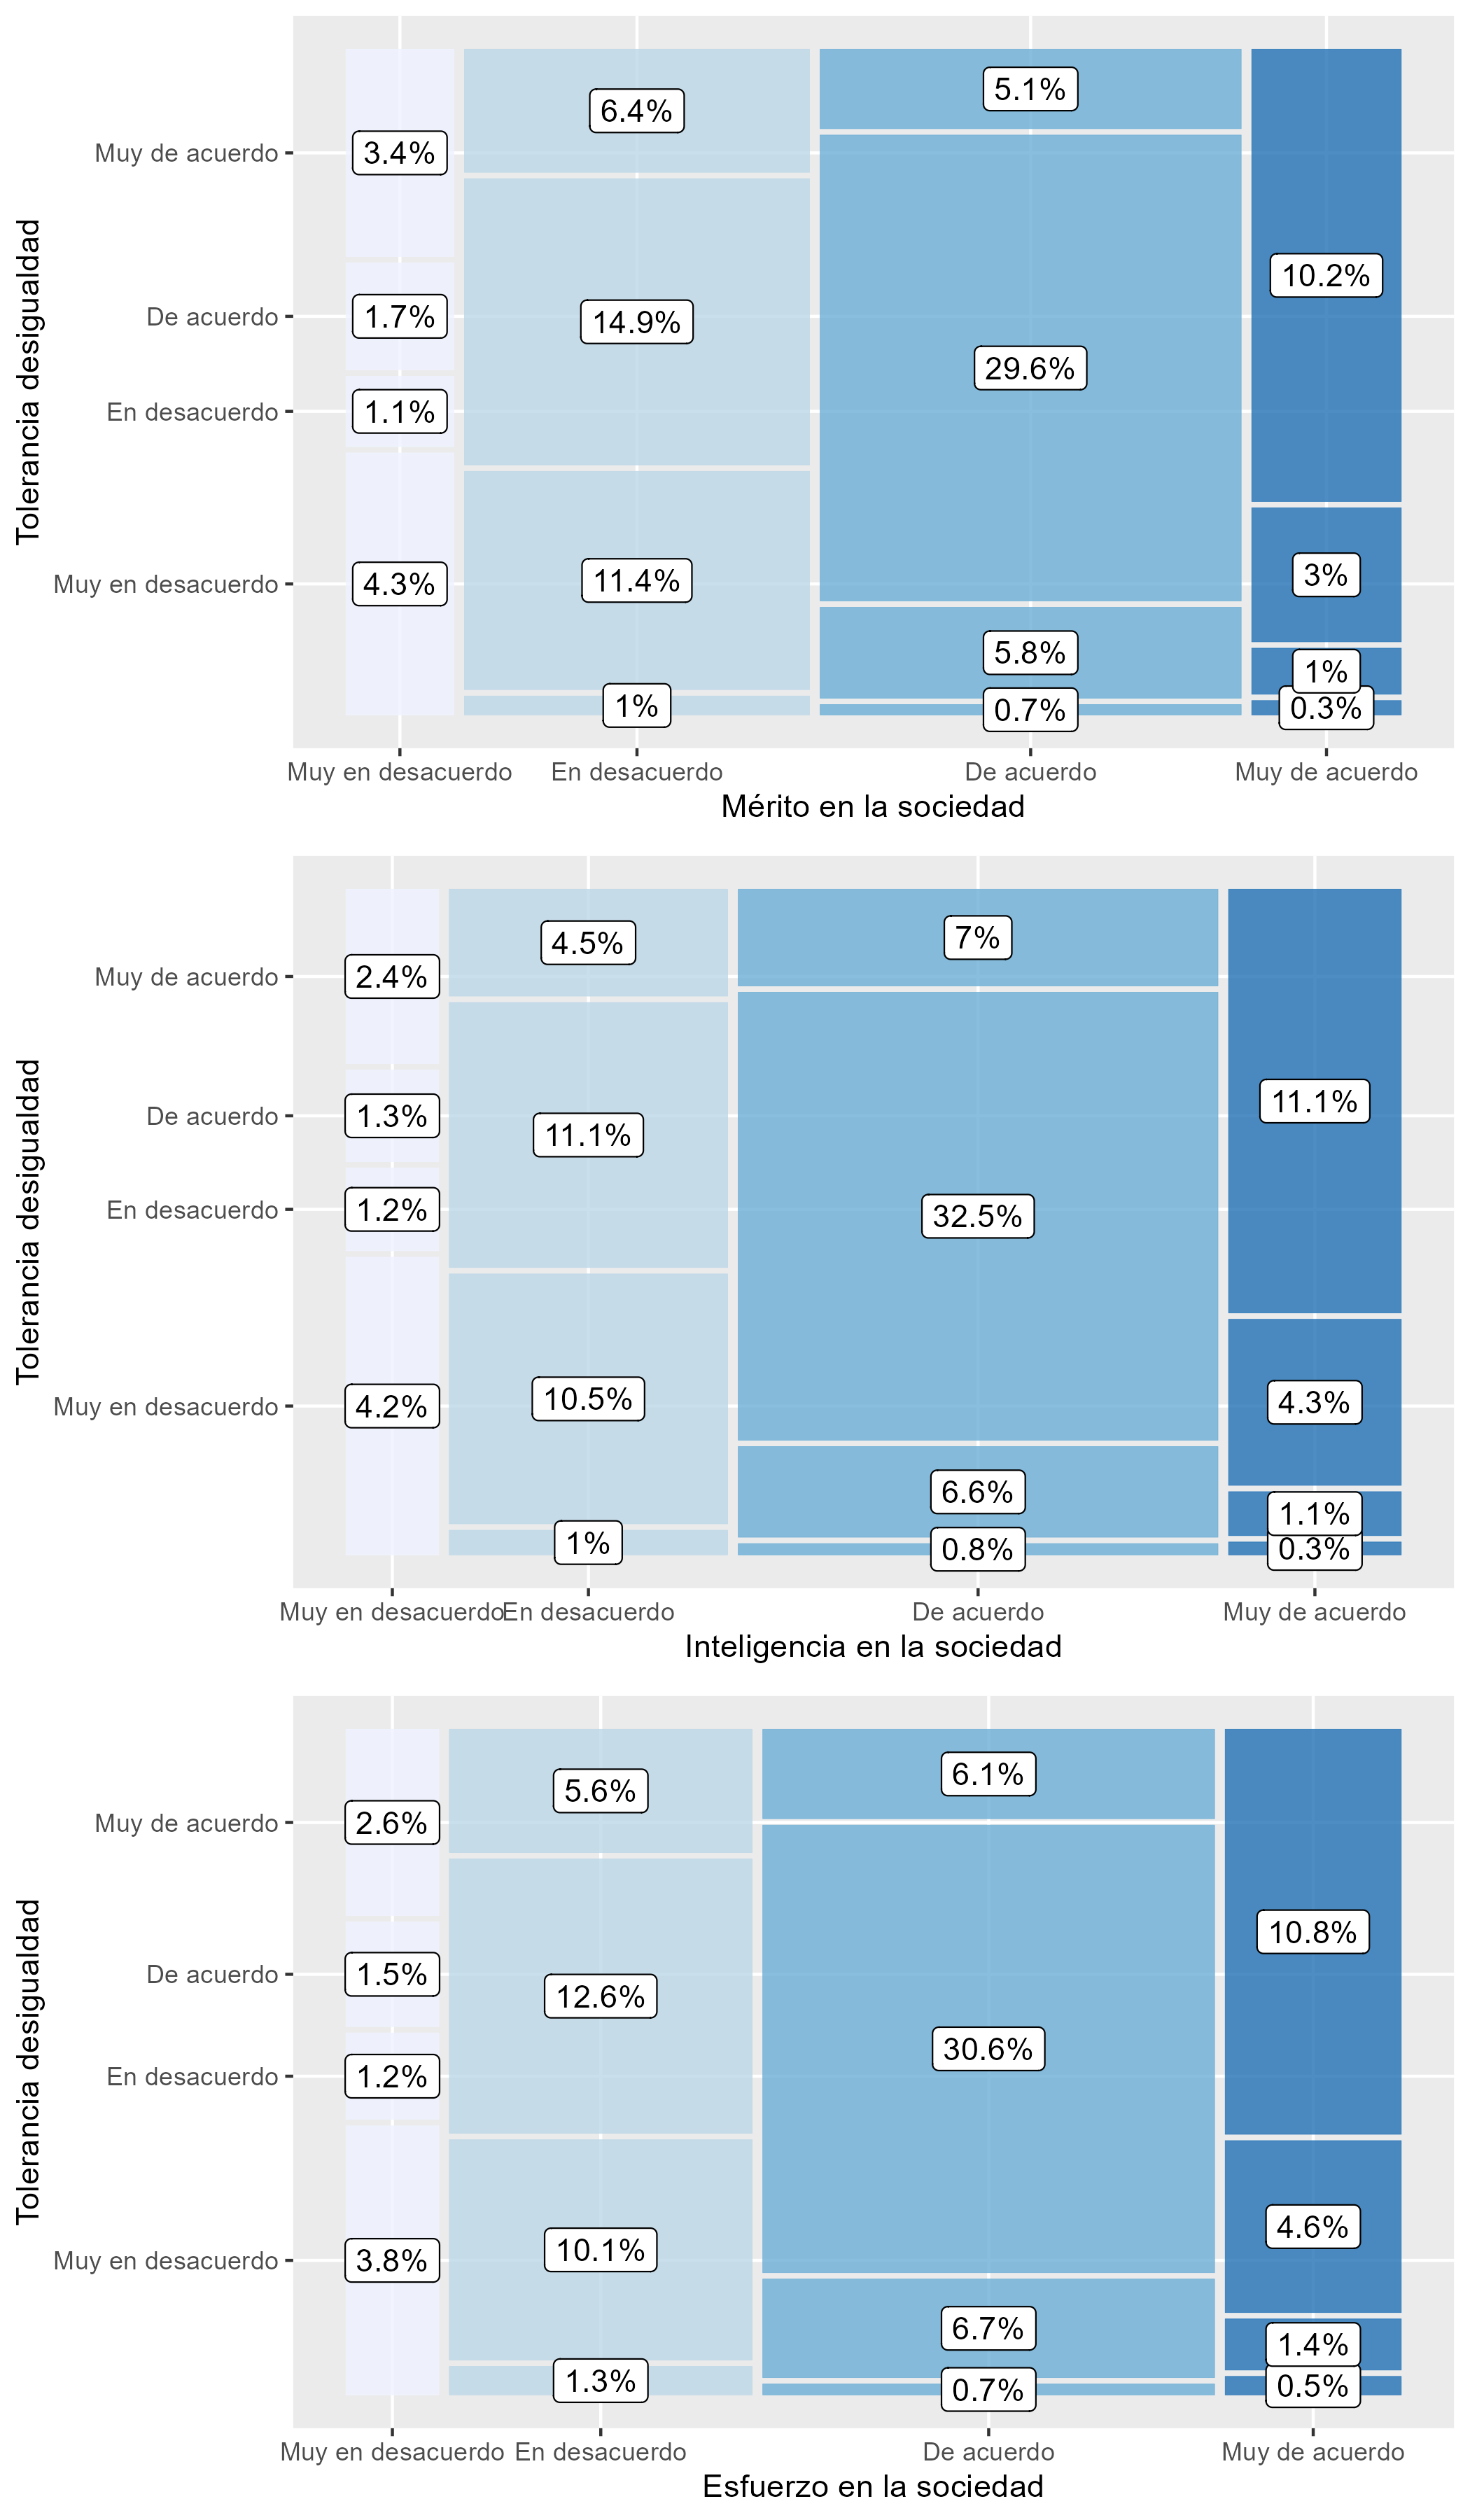 Tolerancia desigualdad
Muy de acuerdo
De acuerdo
En desacuerdo
Muy en desacuerdo
3.4%
1.7%
1.1%
4.3%
6.4%
14.9%
11.4%
1%
5.1%
29.6%
5.8%
0.7%
10.2%
3%
1%
0.3%
Muy en desacuerdo
En desacuerdo
De acuerdo
Muy de acuerdo
Mérito en la sociedad
Tolerancia desigualdad
Muy de acuerdo
De acuerdo
En desacuerdo
Muy en desacuerdo
2.4%
1.3%
1.2%
4.2%
4.5%
11.1%
10.5%
1%
7%
32.5%
6.6%
0.8%
11.1%
4.3%
1.1%
0.3%
Muy en desacuerdo
En desacuerdo
De acuerdo
Muy de acuerdo
Inteligencia en la sociedad
Tolerancia desigualdad
Muy de acuerdo
De acuerdo
En desacuerdo
Muy en desacuerdo
2.6%
1.5%
1.2%
3.8%
5.6%
12.6%
10.1%
1.3%
6.1%
30.6%
6.7%
0.7%
10.8%
4.6%
1.4%
0.5%
Muy en desacuerdo
En desacuerdo
De acuerdo
Muy de acuerdo
Esfuerzo en la sociedad